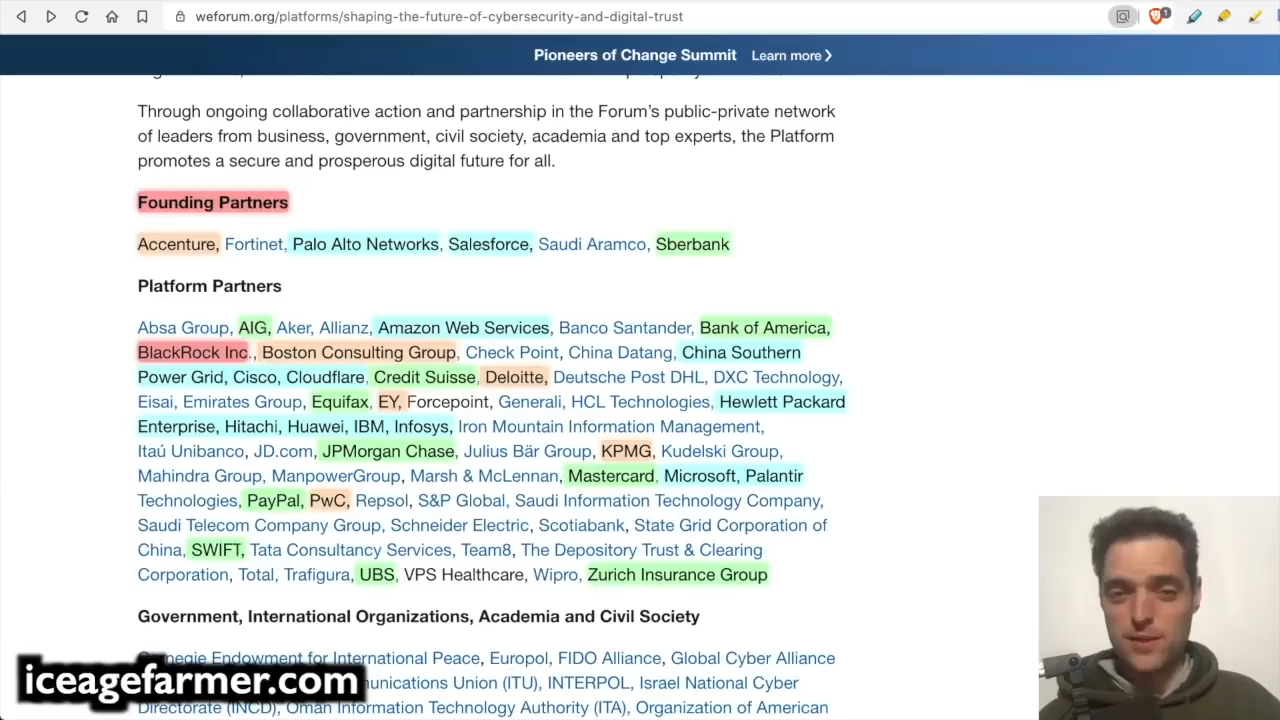 weforum.org/platforms/shaping-the-future-of-cybersecurity-and-digital-trust
1
Pioneers of Change Summit Learn more
Through ongoing collaborative action and partnership in the Forum's public-private network
of leaders from business, government, civil society, academia and top experts, the Platform
promotes a secure and prosperous digital future for all.
Founding Partners
Accenture, Fortinet, Palo Alto Networks, Salesforce, Saudi Aramco, Sberbank
Platform Partners
Absa Group, AIG, Aker, Allianz, Amazon Web Services, Banco Santander, Bank of America,
BlackRock Inc., Boston Consulting Group, Check Point, China Datang, China Southern
Power Grid, Cisco, Cloudflare, Credit Suisse, Deloitte, Deutsche Post DHL, DXC Technology,
Eisai, Emirates Group, Equifax, EY, Forcepoint, Generali, HCL Technologies, Hewlett Packard
Enterprise, Hitachi, Huawei, IBM, Infosys, Iron Mountain Information Management,
Itaú Unibanco, JD.com, JPMorgan Chase, Julius Bär Group, KPMG, Kudelski Group,
Mahindra Group, ManpowerGroup, Marsh & McLennan, Mastercard, Microsoft, Palantir
Technologies, PayPal, PwC, Repsol, S&P Global, Saudi Information Technology Company,
Saudi Telecom Company Group, Schneider Electric, Scotiabank, State Grid Corporation of
China, SWIFT, Tata Consultancy Services, Team8, The Depository Trust & Clearing
Corporation, Total, Trafigura, UBS, VPS Healthcare, Wipro, Zurich Insurance Group
Government, International Organizations, Academia and Civil Society
Endowment for International Peace, Europol, FIDO Alliance, Global Cyber Alliance
Union (ITU), INTERPOL, Israel National Cyber
Directorate (INCD), Oman Information Technology Authority (ITA), Organization of American
iceagefarmer.com